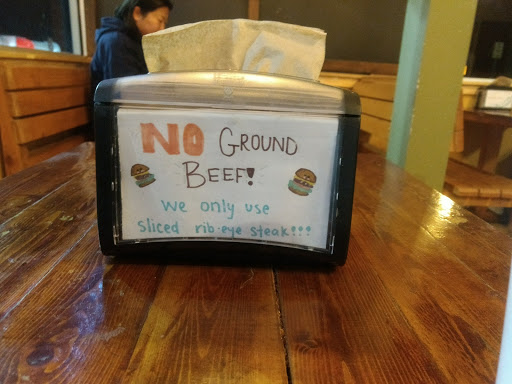 NO GROUND
BEEF!
We only use
Sliced rib-eye steak!!!